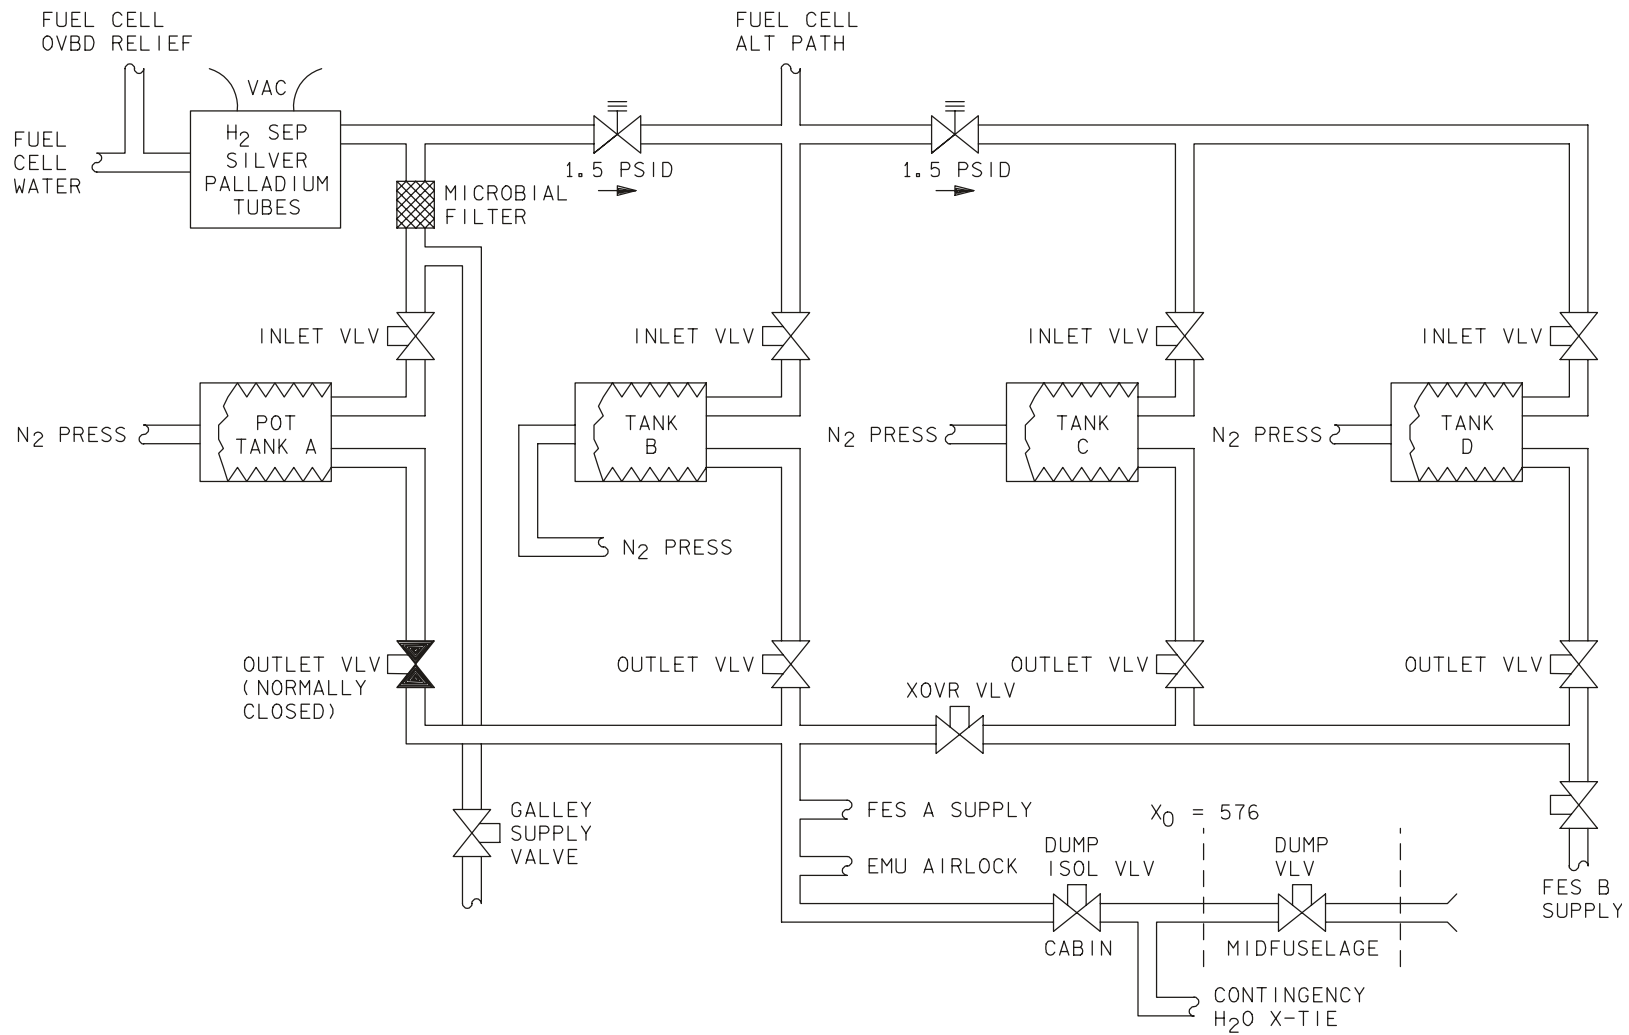 FUEL CELL
OVBD RELIEF
FUEL CELL
ALT PATH
VAC
FUEL
CELL
WATER
H2 SEP
SILVER
PALLADIUM
TUBES
1.5 PSID
1.5 PSID
MICROBIAL
FILTER
INLET VLV
INLET VLV
INLET VLV
INLET VLV
N2 PRESS
POT
TANK A
TANK
B
N2 PRESS
N2 PRESS
TANK
C
N2 PRESS
TANK
D
OUTLET VLV
(NORMALLY
CLOSED)
OUTLET VLV
OUTLET VLV
OUTLET VLV
XOVR VLV
GALLEY
SUPPLY
VALVE
FES A SUPPLY
EMU AIRLOCK
XO = 576
DUMP
ISOL VLV
CABIN
DUMP
VLV
MIDFUSELAGE
FES B
SUPPLY
CONTINGENCY
H2O X-TIE